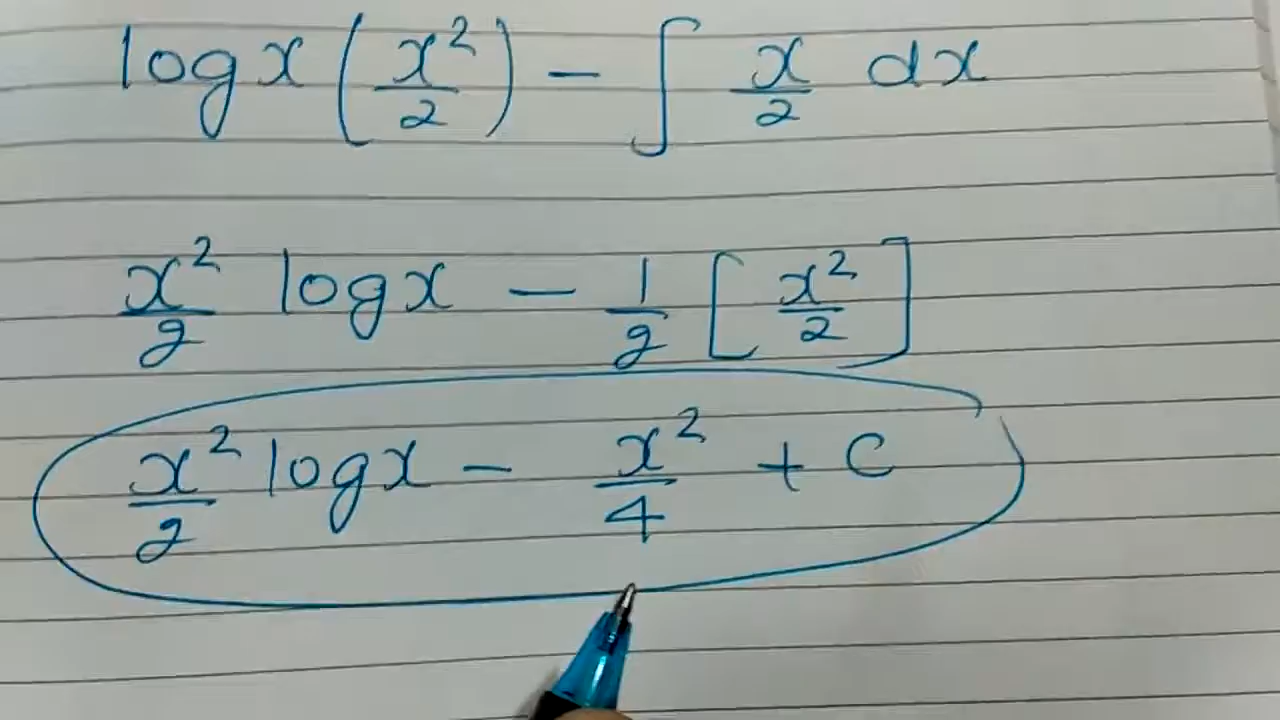 log x (x²/2) − ∫ x/2 dx
x²/2 log x − 1/2 [x²/2]
x²/2 log x − x²/4 + C